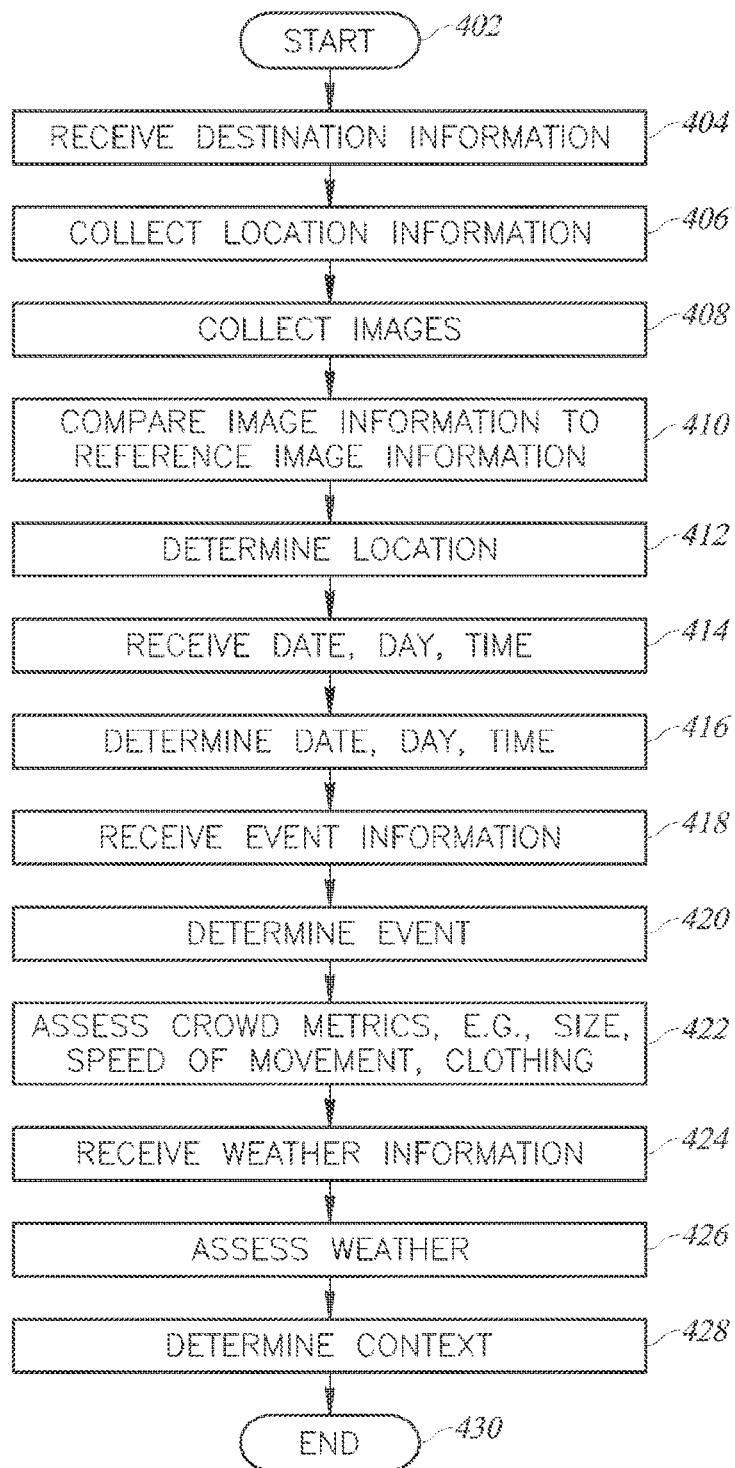 START 402
RECEIVE DESTINATION INFORMATION 404
COLLECT LOCATION INFORMATION 406
COLLECT IMAGES 408
COMPARE IMAGE INFORMATION TO
REFERENCE IMAGE INFORMATION 410
DETERMINE LOCATION 412
RECEIVE DATE, DAY, TIME 414
DETERMINE DATE, DAY, TIME 416
RECEIVE EVENT INFORMATION 418
DETERMINE EVENT 420
ASSESS CROWD METRICS, E.G., SIZE,
SPEED OF MOVEMENT, CLOTHING 422
RECEIVE WEATHER INFORMATION 424
ASSESS WEATHER 426
DETERMINE CONTEXT 428
END 430